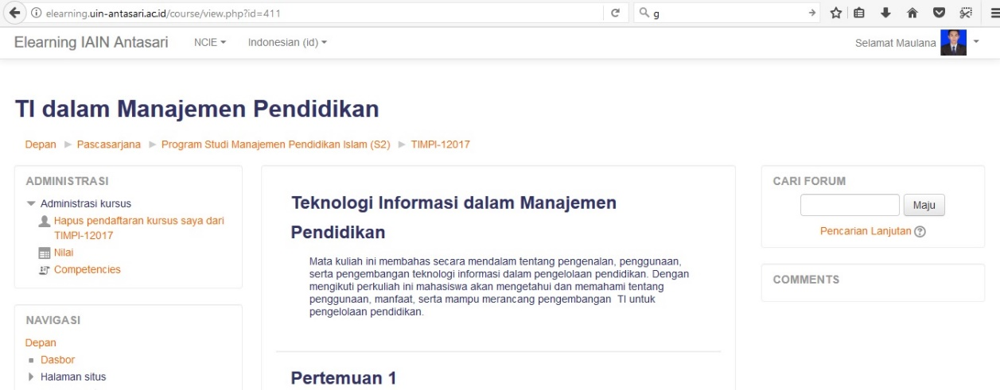 elearning.uin-antasari.ac.id/course/view.php?id=411
g
Elearning IAIN Antasari
NCIE
Indonesian (id)
Selamat Maulana
TI dalam Manajemen Pendidikan
Depan
Pascasarjana
Program Studi Manajemen Pendidikan Islam (S2)
TIMPI-12017
ADMINISTRASI
Administrasi kursus
Hapus pendaftaran kursus saya dari
TIMPI-12017
Nilai
Competencies
NAVIGASI
Depan
Dasbor
Halaman situs
Teknologi Informasi dalam Manajemen
Pendidikan
Mata kuliah ini membahas secara mendalam tentang pengenalan, penggunaan,
serta pengembangan teknologi informasi dalam pengelolaan pendidikan. Dengan
mengikuti perkuliah ini mahasiswa akan mengetahui dan memahami tentang
penggunaan, manfaat, serta mampu merancang pengembangan TI untuk
pengelolaan pendidikan.
Pertemuan 1
CARI FORUM
Maju
Pencarian Lanjutan
COMMENTS